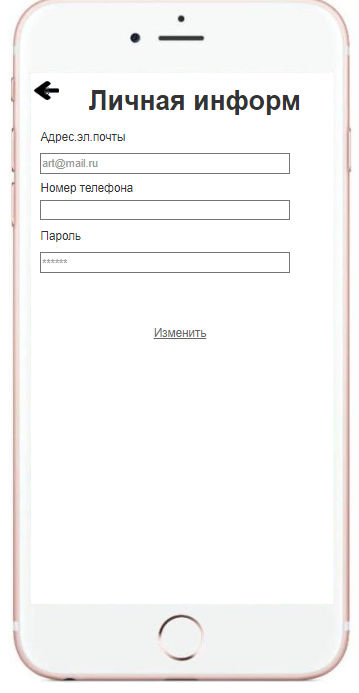 Личная информ
Адрес.эл.почты
art@mail.ru
Номер телефона
Пароль
******
Изменить